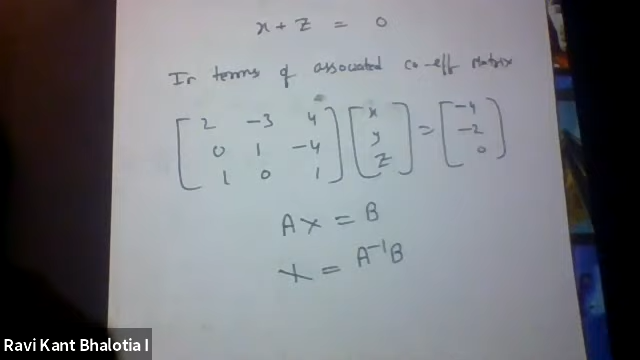 x + z = 0
In terms of associated co-eff Matrix
[ 2 -3 4 ] [ x ] = [ -4 ]
[ 0 1 -4 ] [ y ] [ -2 ]
[ 1 0 1 ] [ z ] [ 0 ]
AX = B
X = A⁻¹B
Ravi Kant Bhalotia I